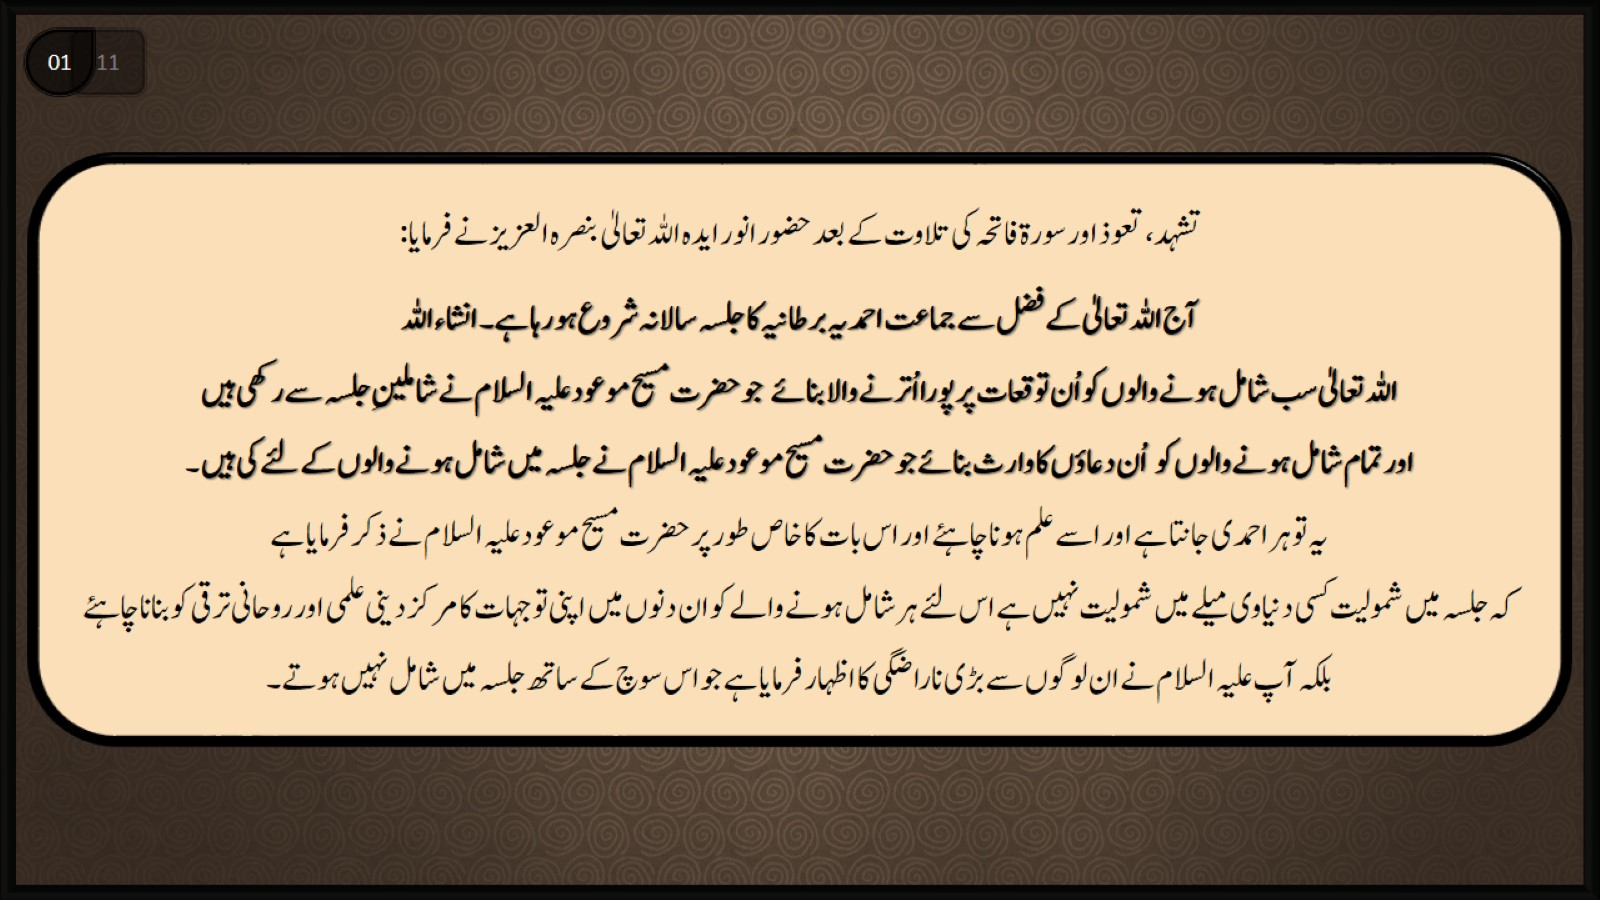 01 11
تشہد، تعوذ اور سورۃ فاتحہ کی تلاوت کے بعد حضور انور ایدہ اللہ تعالیٰ بنصرہ العزیز نے فرمایا:
آج اللہ تعالیٰ کے فضل سے جماعت احمدیہ برطانیہ کا جلسہ سالانہ شروع ہو رہا ہے۔ انشاء اللہ
اللہ تعالیٰ سب شامل ہونے والوں کو اُن توقعات پر پورا اُترنے والا بنائے جو حضرت مسیح موعود علیہ السلام نے شاملینِ جلسہ سے رکھی ہیں
اور تمام شامل ہونے والوں کو اُن دعاؤں کا وارث بنائے جو حضرت مسیح موعود علیہ السلام نے جلسہ میں شامل ہونے والوں کے لئے کی ہیں۔
یہ تو ہر احمدی جانتا ہے اور اسے علم ہونا چاہئے اور اس بات کا خاص طور پر حضرت مسیح موعود علیہ السلام نے ذکر فرمایا ہے
کہ جلسہ میں شمولیت کسی دنیاوی میلے میں شمولیت نہیں ہے اس لئے ہر شامل ہونے والے کو ان دنوں میں اپنی توجہات کا مرکز دینی علمی اور روحانی ترقی کو بنانا چاہئے
بلکہ آپ علیہ السلام نے ان لوگوں سے بڑی ناراضگی کا اظہار فرمایا ہے جو اس سوچ کے ساتھ جلسہ میں شامل نہیں ہوتے۔